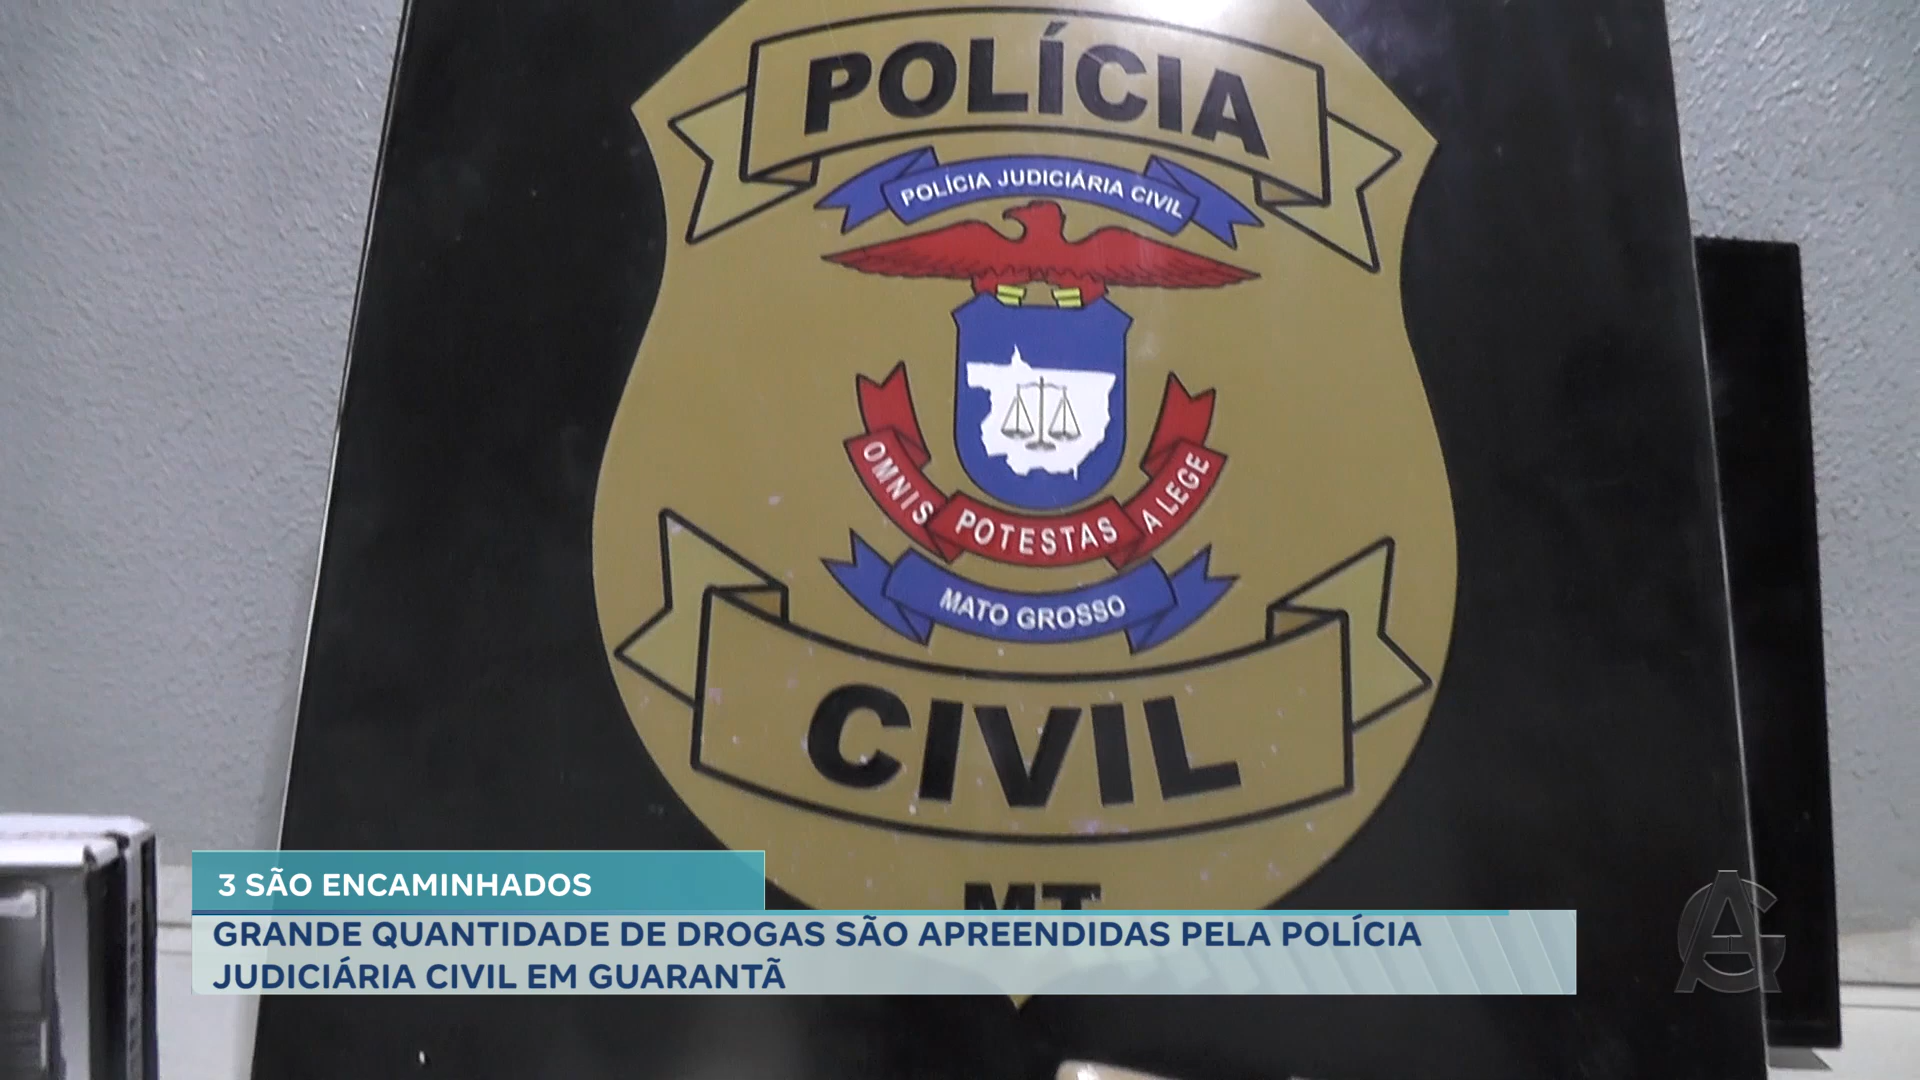 POLÍCIA
POLÍCIA JUDICIÁRIA CIVIL
OMNIS POTESTAS A LEGE
MATO GROSSO
CIVIL
MT
3 SÃO ENCAMINHADOS
GRANDE QUANTIDADE DE DROGAS SÃO APREENDIDAS PELA POLÍCIA
JUDICIÁRIA CIVIL EM GUARANTÃ